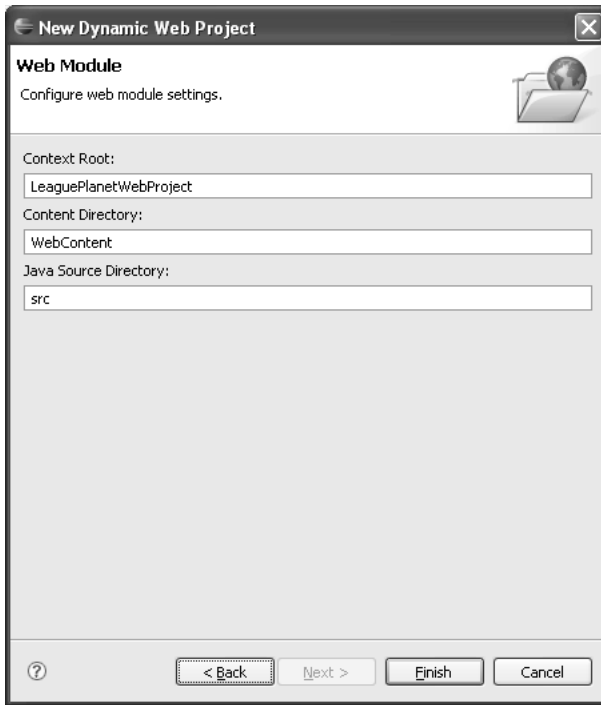 New Dynamic Web Project
Web Module
Configure web module settings.
Context Root:
LeaguePlanetWebProject
Content Directory:
WebContent
Java Source Directory:
src
? < Back Next > Finish Cancel